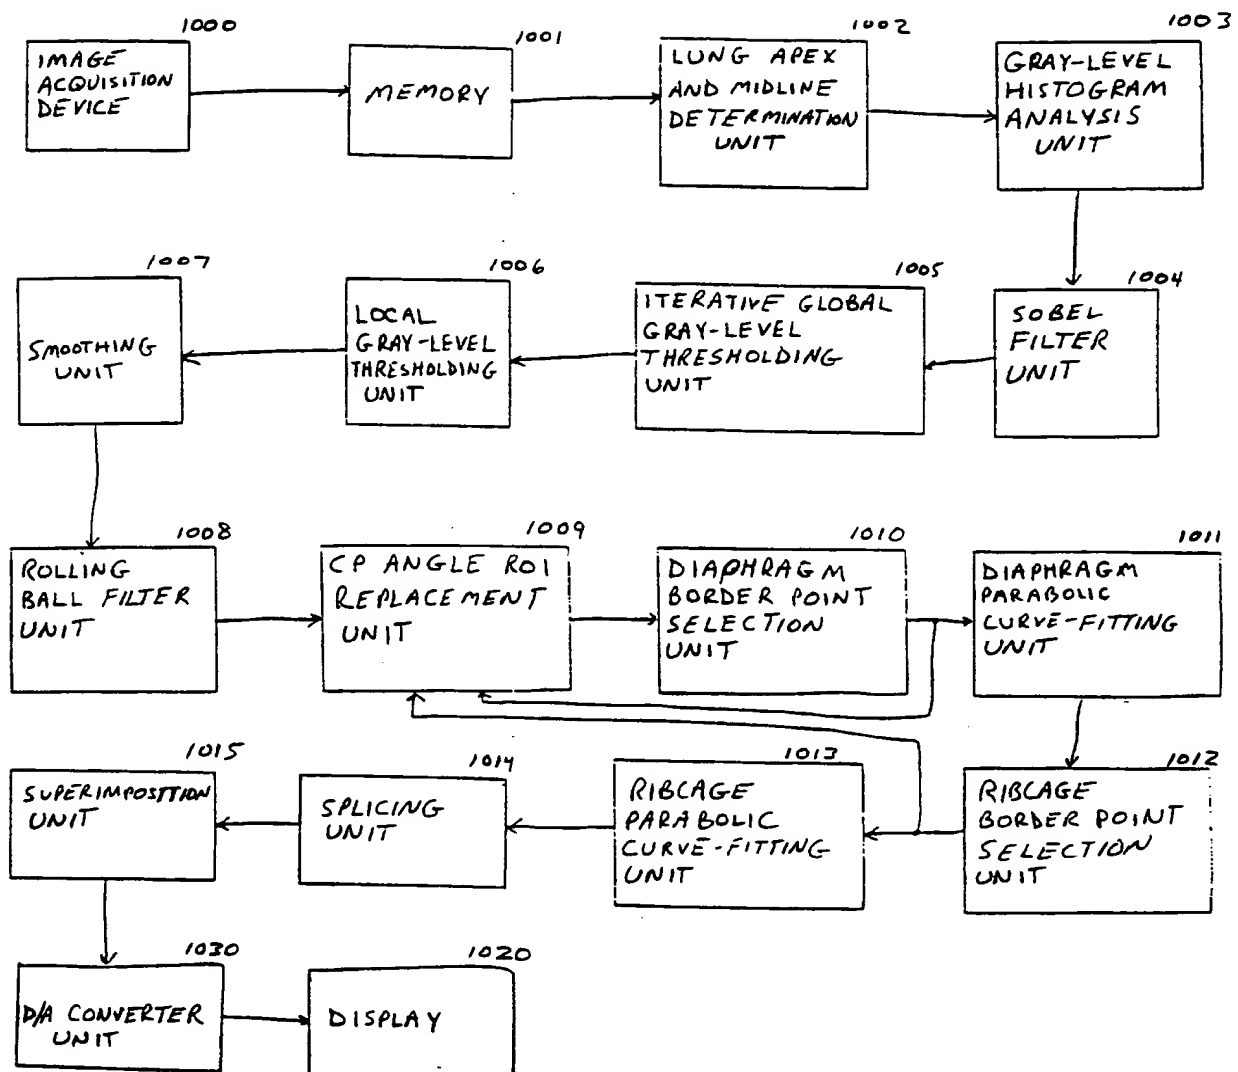 1000
IMAGE
ACQUISITION
DEVICE
1001
MEMORY
1002
LUNG APEX
AND MIDLINE
DETERMINATION
UNIT
1003
GRAY-LEVEL
HISTOGRAM
ANALYSIS
UNIT
1007
SMOOTHING
UNIT
1006
LOCAL
GRAY-LEVEL
THRESHOLDING
UNIT
1005
ITERATIVE GLOBAL
GRAY-LEVEL
THRESHOLDING
UNIT
1004
SOBEL
FILTER
UNIT
1008
ROLLING
BALL FILTER
UNIT
1009
CP ANGLE ROI
REPLACEMENT
UNIT
1010
DIAPHRAGM
BORDER POINT
SELECTION
UNIT
1011
DIAPHRAGM
PARABOLIC
CURVE-FITTING
UNIT
1015
SUPERIMPOSITION
UNIT
1014
SPLICING
UNIT
1013
RIBCAGE
PARABOLIC
CURVE-FITTING
UNIT
1012
RIBCAGE
BORDER POINT
SELECTION
UNIT
1030
D/A CONVERTER
UNIT
1020
DISPLAY